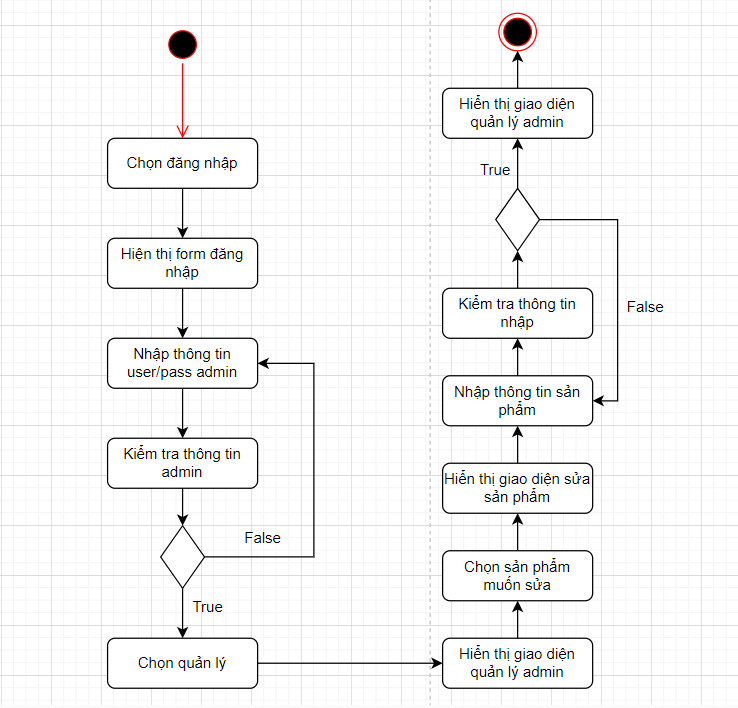 Chọn đăng nhập
Hiện thị form đăng
nhập
Nhập thông tin
user/pass admin
Kiểm tra thông tin
admin
False
True
Chọn quản lý
Hiển thị giao diện
quản lý admin
Chọn sản phẩm
muốn sửa
Hiển thị giao diện sửa
sản phẩm
Nhập thông tin sản
phẩm
Kiểm tra thông tin
nhập
False
True
Hiển thị giao diện
quản lý admin